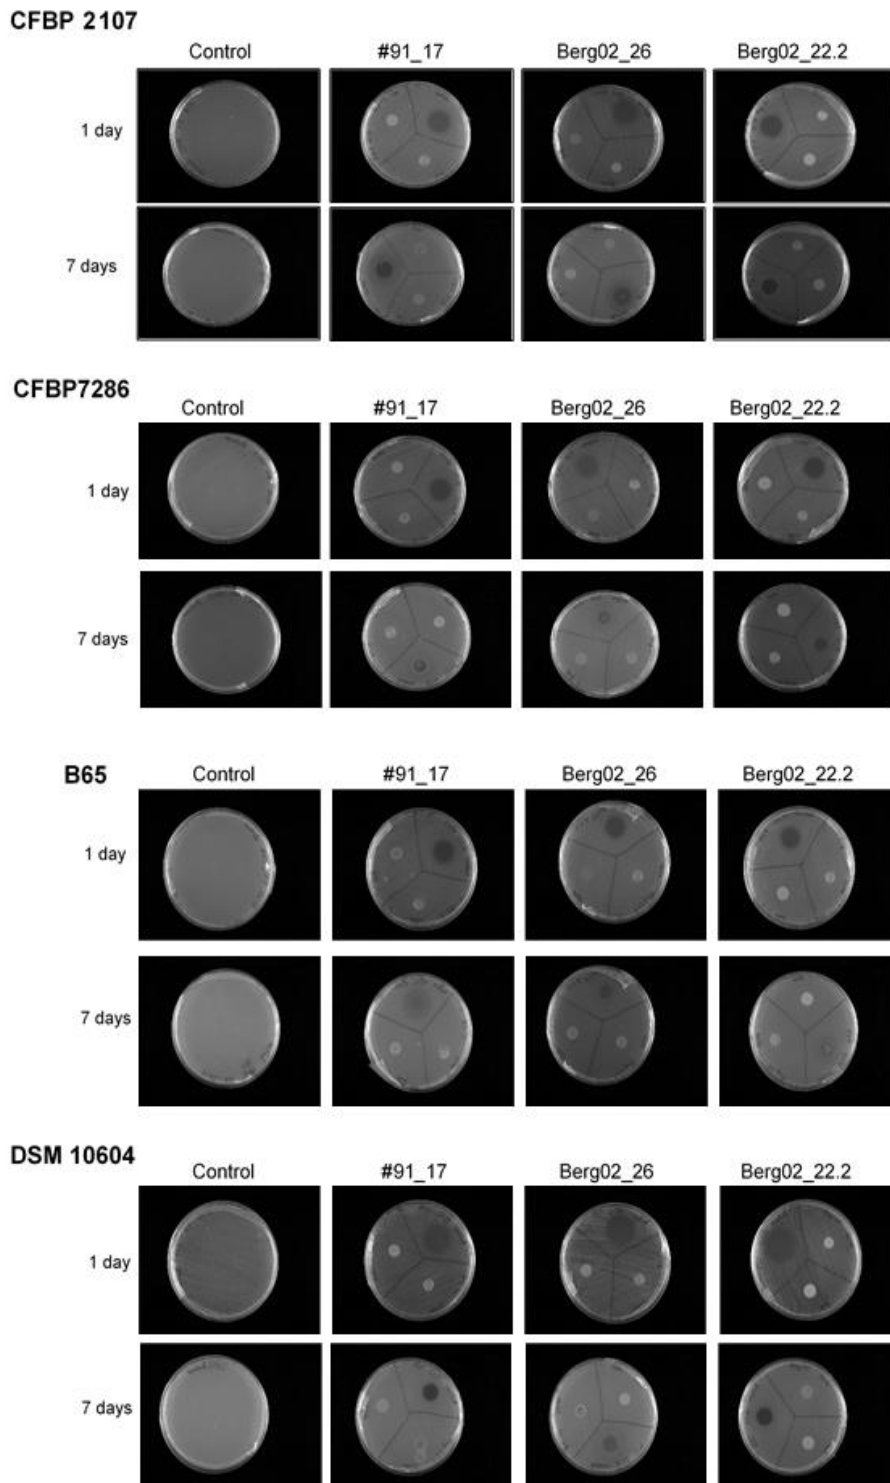 CFBP 2107
Control #91_17 Berg02_26 Berg02_22.2
1 day
7 days
CFBP7286
Control #91_17 Berg02_26 Berg02_22.2
1 day
7 days
B65
Control #91_17 Berg02_26 Berg02_22.2
1 day
7 days
DSM 10604
Control #91_17 Berg02_26 Berg02_22.2
1 day
7 days